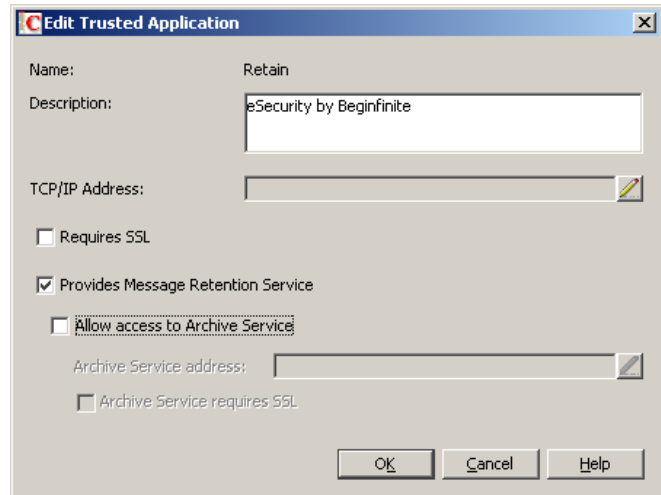 Edit Trusted Application
Name: Retain
Description: eSecurity by Beginfinite
TCP/IP Address:
Requires SSL
Provides Message Retention Service
Allow access to Archive Service
Archive Service address:
Archive Service requires SSL
OK Cancel Help